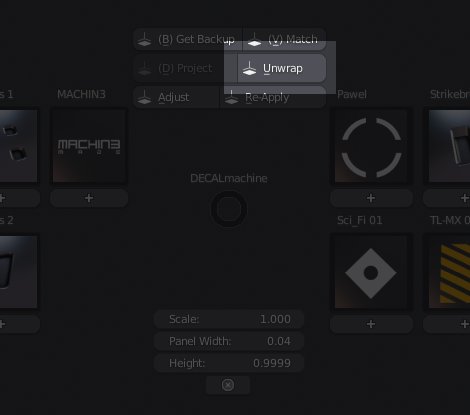 (B) Get Backup
(V) Match
(D) Project
Unwrap
Adjust
Re-Apply
s 1
MACHIN3
Pawel
Strikebr
MACHIN3
MADE
+
+
+
DECALmachine
s 2
Sci_Fi 01
TL-MX 0
+
+
+
Scale: 1.000
Panel Width: 0.04
Height: 0.9999